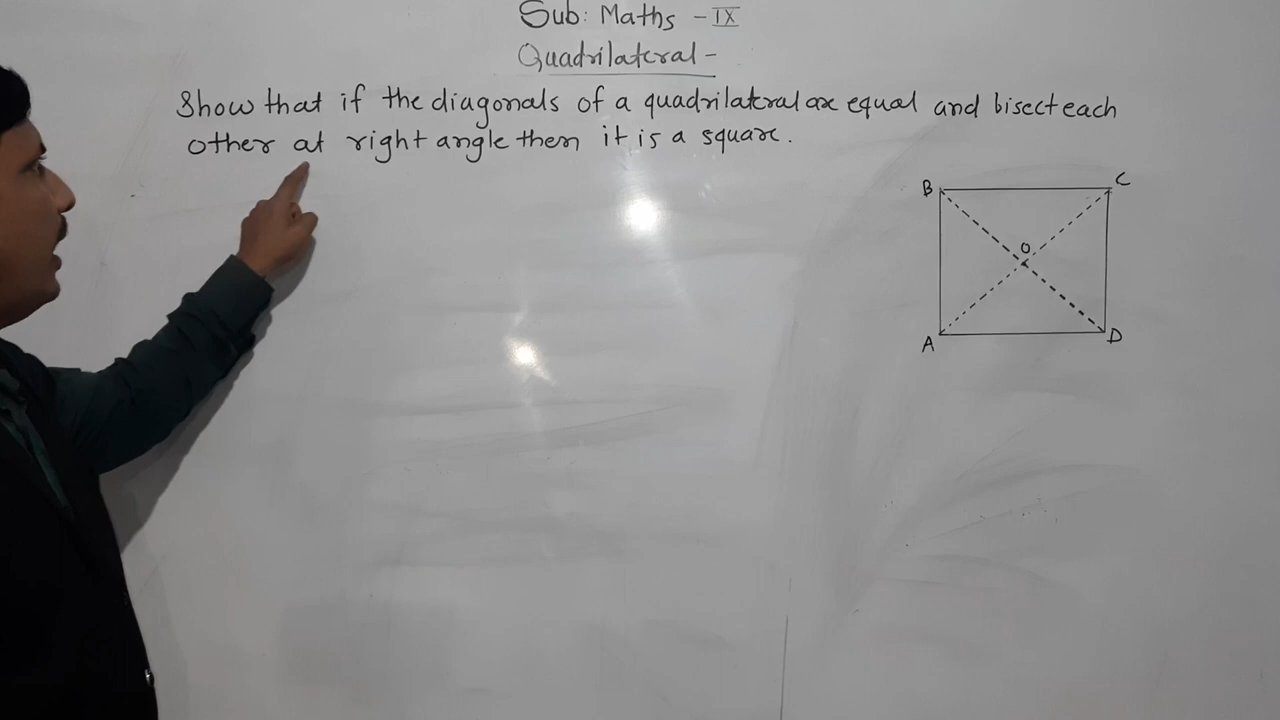 Sub: Maths - IX
Quadrilateral -
Show that if the diagonals of a quadrilateral are equal and bisect each
other at right angle then it is a square.
B
C
O
A
D